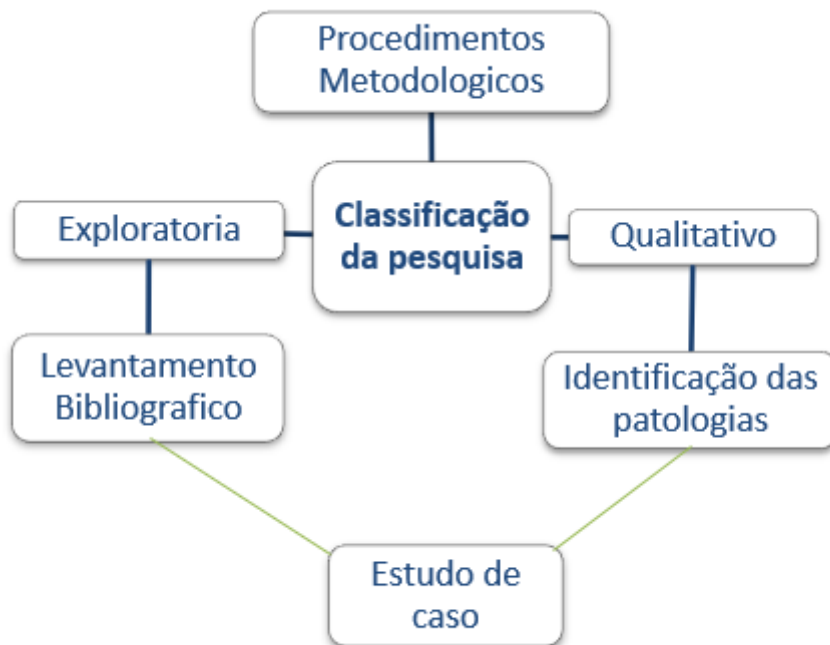 Procedimentos
Metodologicos
Classificação
da pesquisa
Exploratoria
Qualitativo
Levantamento
Bibliografico
Identificação das
patologias
Estudo de
caso